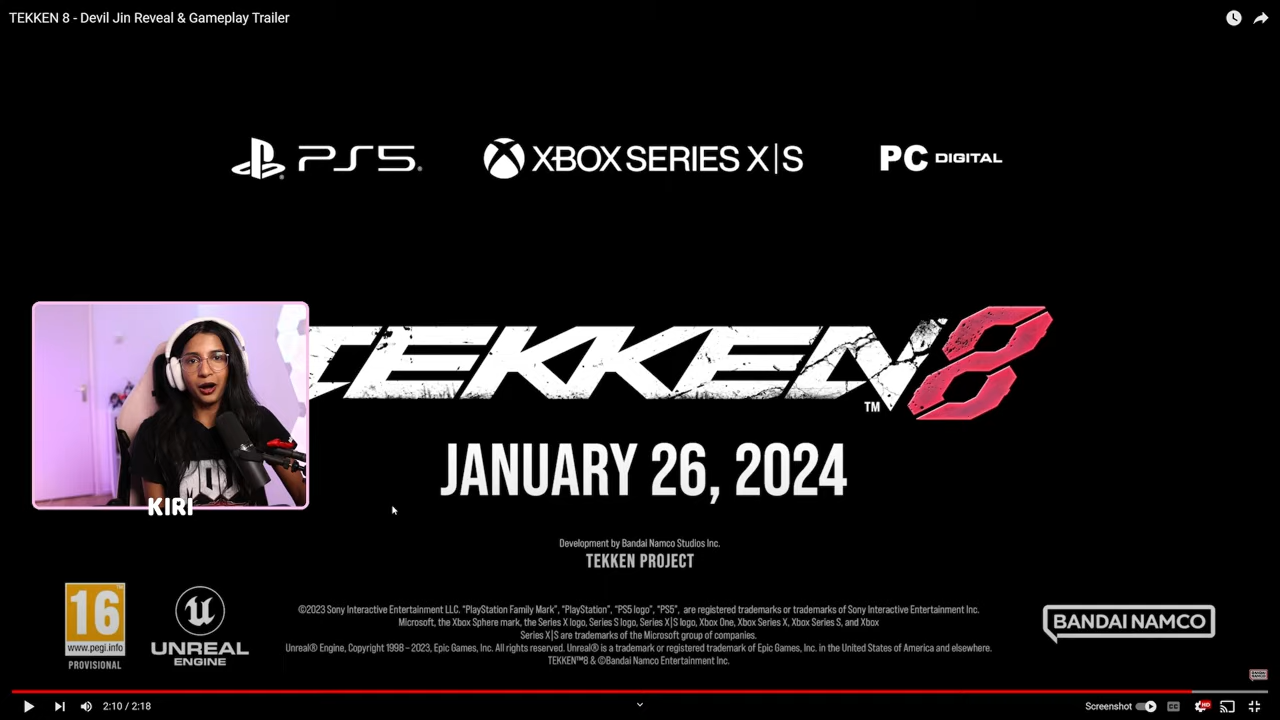 TEKKEN 8 - Devil Jin Reveal & Gameplay Trailer
PS5
XBOX SERIES X|S
PC DIGITAL
TEKKEN 8
TM
JANUARY 26, 2024
KIRI
Development by Bandai Namco Studios Inc.
TEKKEN PROJECT
16
www.pegi.info
PROVISIONAL
UNREAL
ENGINE
©2023 Sony Interactive Entertainment LLC. "PlayStation Family Mark", "PlayStation", "PS5 logo", "PS5", are registered trademarks or trademarks of Sony Interactive Entertainment Inc.
Microsoft, the Xbox Sphere mark, the Series X logo, Series S logo, Series X|S logo, Xbox One, Xbox Series X, Xbox Series S, and Xbox
Series X|S are trademarks of the Microsoft group of companies.
Unreal® Engine, Copyright 1998 – 2023, Epic Games, Inc. All rights reserved. Unreal® is a trademark or registered trademark of Epic Games, Inc. in the United States of America and elsewhere.
TEKKEN™8 & ©Bandai Namco Entertainment Inc.
BANDAI NAMCO
2:10 / 2:18
Screenshot
CC
HD